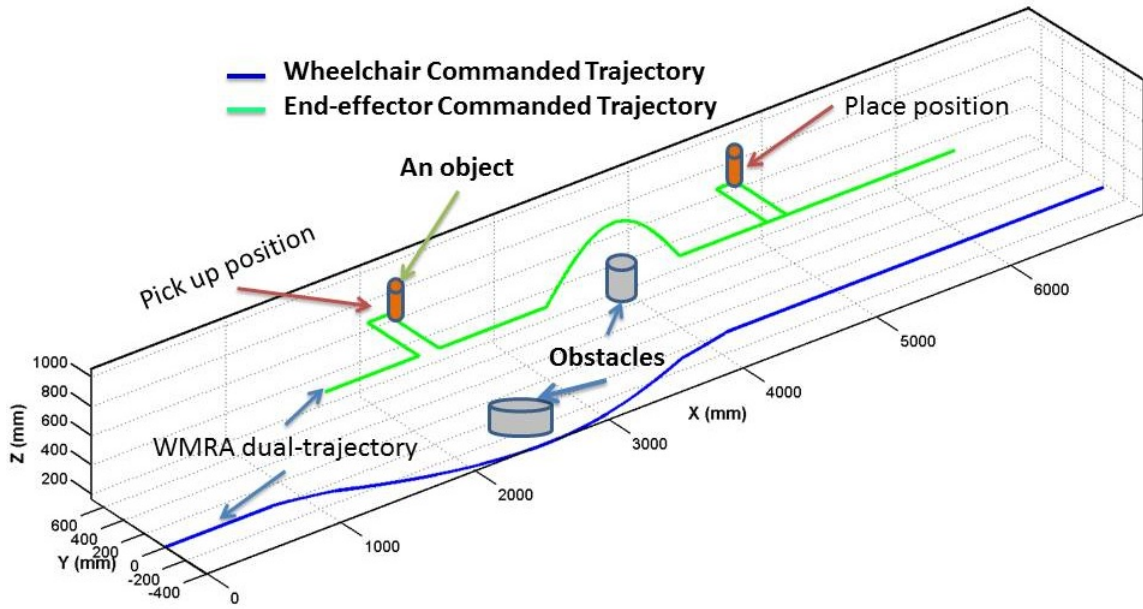 Wheelchair Commanded Trajectory
End-effector Commanded Trajectory
Place position
An object
Pick up position
Obstacles
WMRA dual-trajectory
1000
800
600
400
200
Z (mm)
600
400
200
0
-200
-400
Y (mm)
0
1000
2000
3000
4000
5000
6000
X (mm)